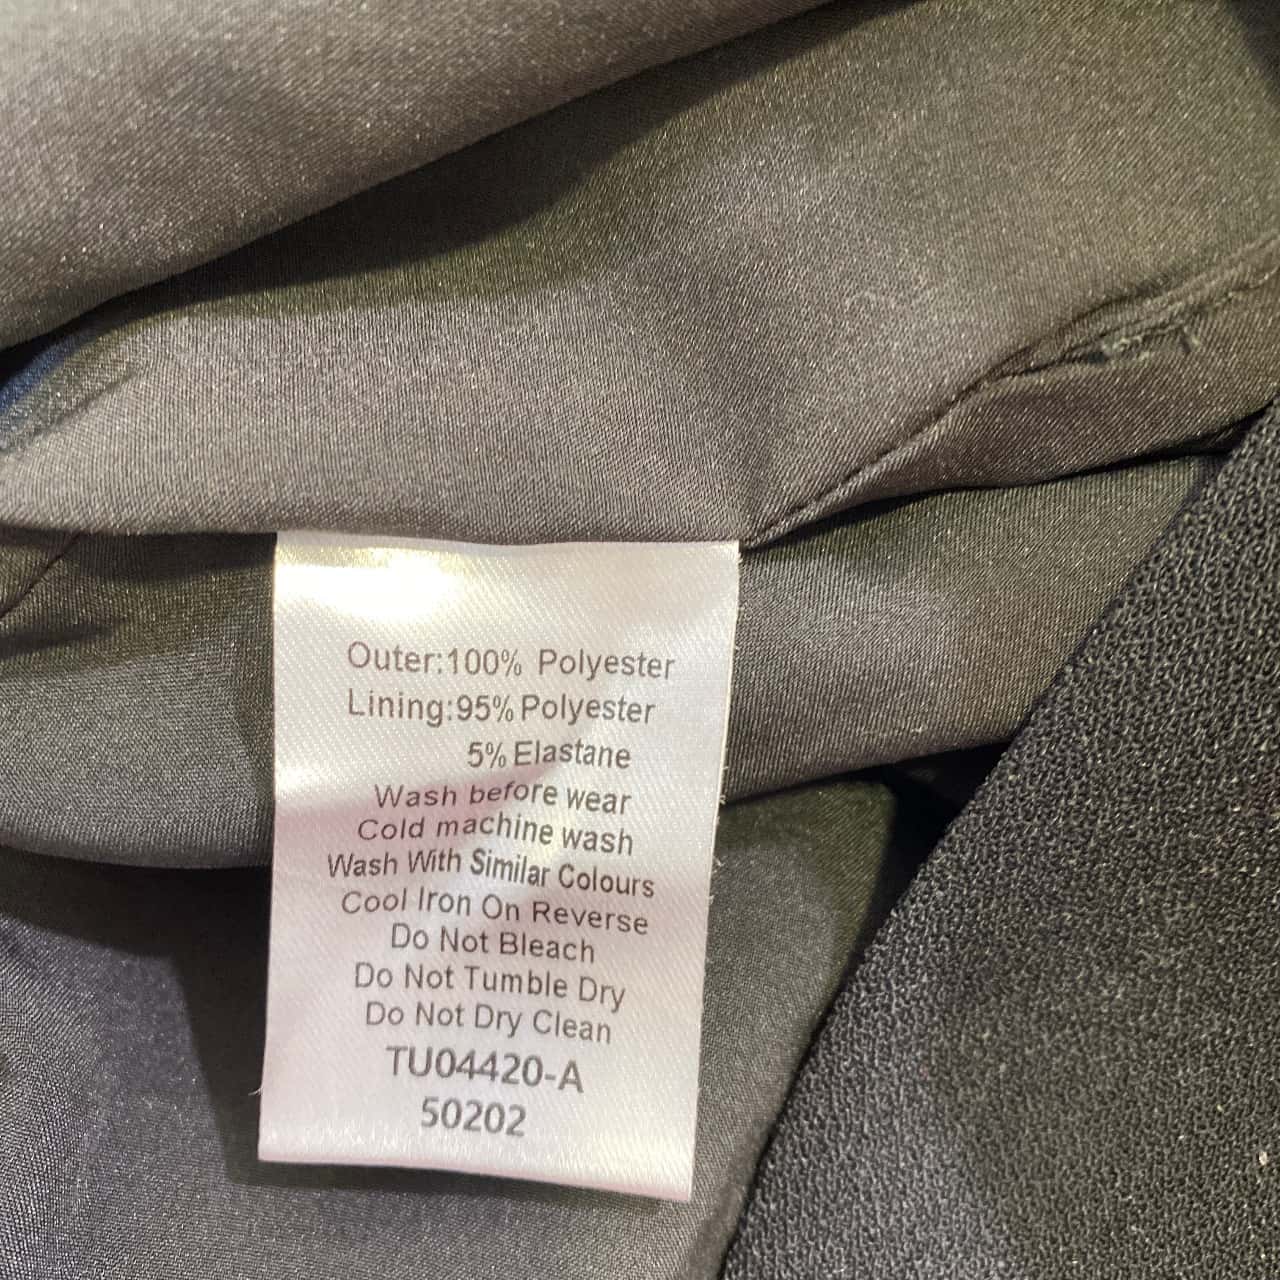 Outer:100% Polyester
Lining:95% Polyester
5% Elastane
Wash before wear
Cold machine wash
Wash With Similar Colours
Cool Iron On Reverse
Do Not Bleach
Do Not Tumble Dry
Do Not Dry Clean
TU04420-A
50202